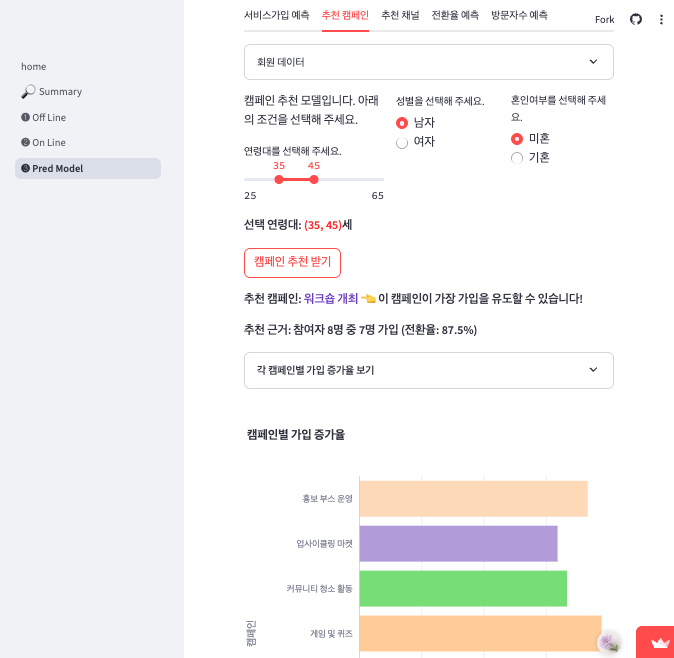 서비스가입 예측 추천 캠페인 추천 채널 전환율 예측 방문자수 예측
Fork
home
Summary
❶ Off Line
❷ On Line
❸ Pred Model
회원 데이터
캠페인 추천 모델입니다. 아래
의 조건을 선택해 주세요.
연령대를 선택해 주세요.
35 45
25 65
성별을 선택해 주세요.
남자
여자
혼인여부를 선택해 주세
요.
미혼
기혼
선택 연령대: (35, 45)세
캠페인 추천 받기
추천 캠페인: 워크숍 개최 👈 이 캠페인이 가장 가입을 유도할 수 있습니다!
추천 근거: 참여자 8명 중 7명 가입 (전환율: 87.5%)
각 캠페인별 가입 증가율 보기
캠페인별 가입 증가율
홍보 부스 운영
업사이클링 마켓
커뮤니티 청소 활동
게임 및 퀴즈
캠페인